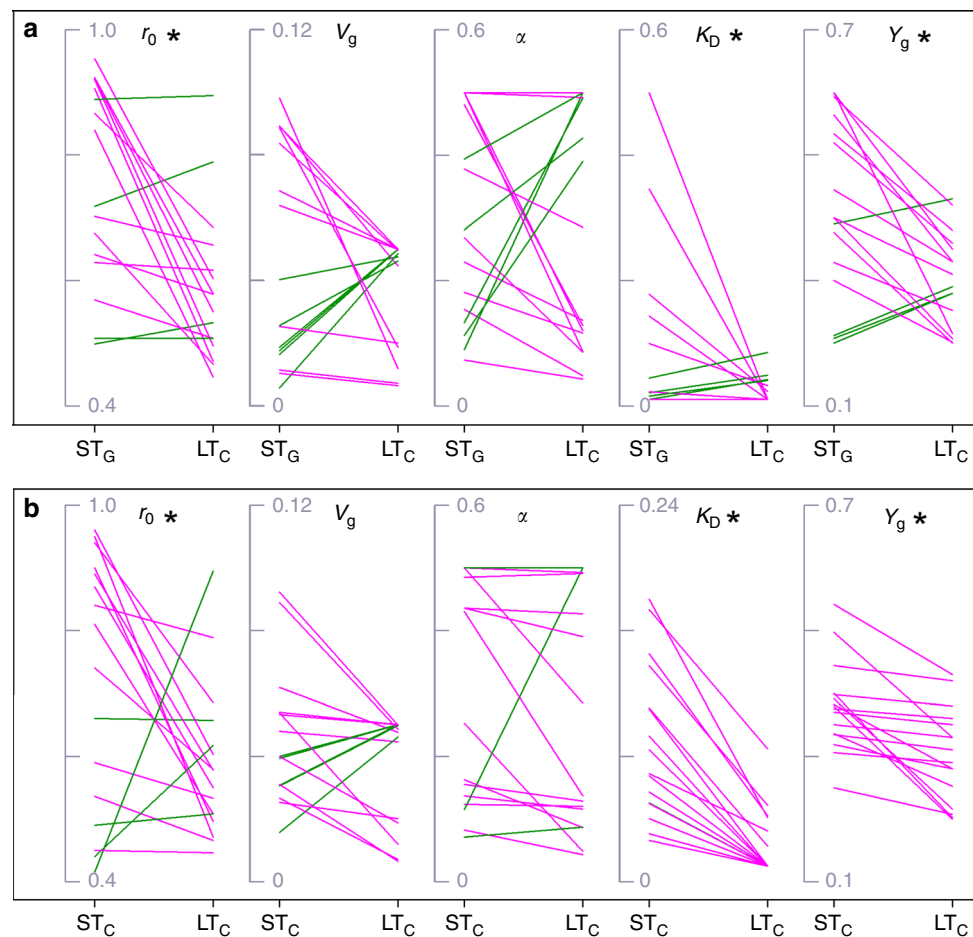 a
r0 * Vg α KD * Yg *
1.0 0.12 0.6 0.6 0.7
0.4 0 0 0 0.1
STG LTC STG LTC STG LTC STG LTC STG LTC
b
r0 * Vg α KD * Yg *
1.0 0.12 0.6 0.24 0.7
0.4 0 0 0 0.1
STC LTC STC LTC STC LTC STC LTC STC LTC